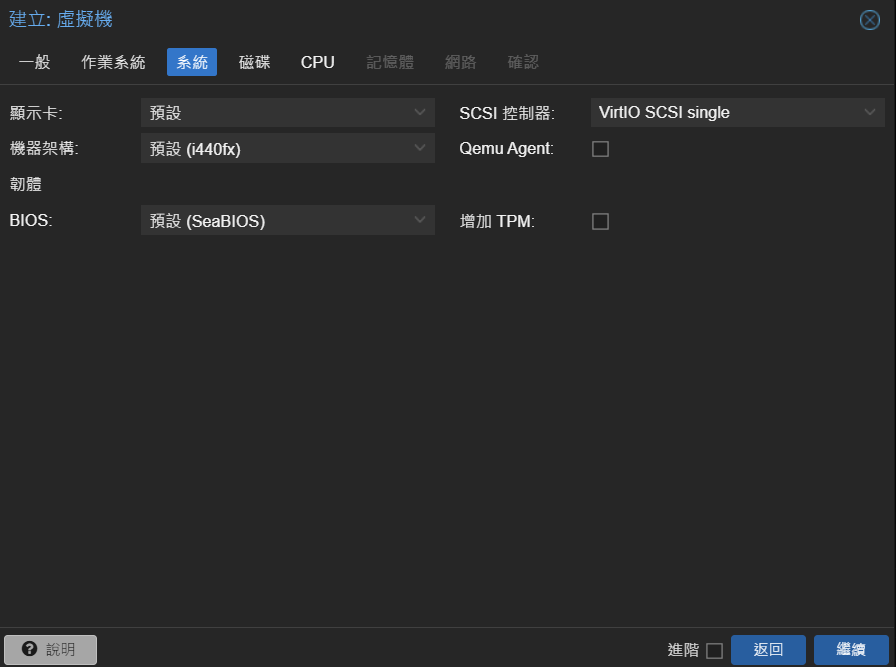 建立: 虛擬機
一般 作業系統 系統 磁碟 CPU 記憶體 網路 確認
顯示卡: 預設 SCSI 控制器: VirtIO SCSI single
機器架構: 預設 (i440fx) Qemu Agent:
韌體
BIOS: 預設 (SeaBIOS) 增加 TPM:
? 說明 進階 返回 繼續